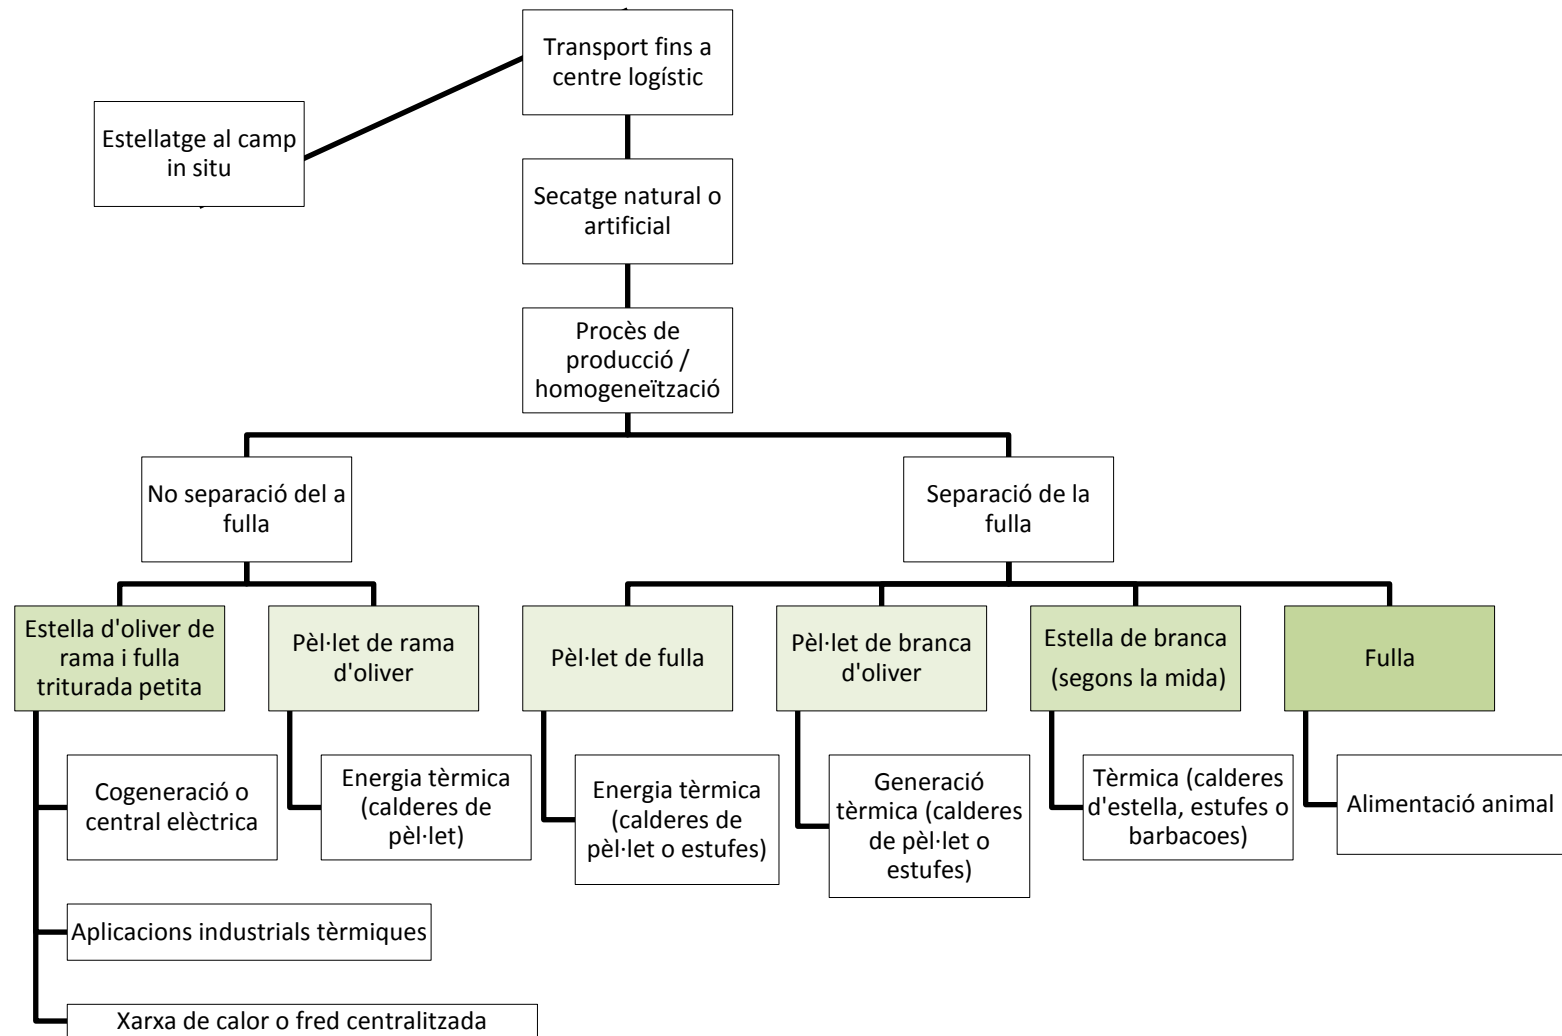 Transport fins a
centre logístic
Estellatge al camp
in situ
Secatge natural o
artificial
Procès de
producció /
homogeneïtzació
No separació del a
fulla
Separació de la
fulla
Estella d'oliver de
rama i fulla
triturada petita
Pèl·let de rama
d'oliver
Pèl·let de fulla
Pèl·let de branca
d'oliver
Estella de branca
(segons la mida)
Fulla
Cogeneració o
central elèctrica
Energia tèrmica
(calderes de
pèl·let)
Energia tèrmica
(calderes de
pèl·let o estufes)
Generació
tèrmica (calderes
de pèl·let o
estufes)
Tèrmica (calderes
d'estella, estufes o
barbacoes)
Alimentació animal
Aplicacions industrials tèrmiques
Xarxa de calor o fred centralitzada